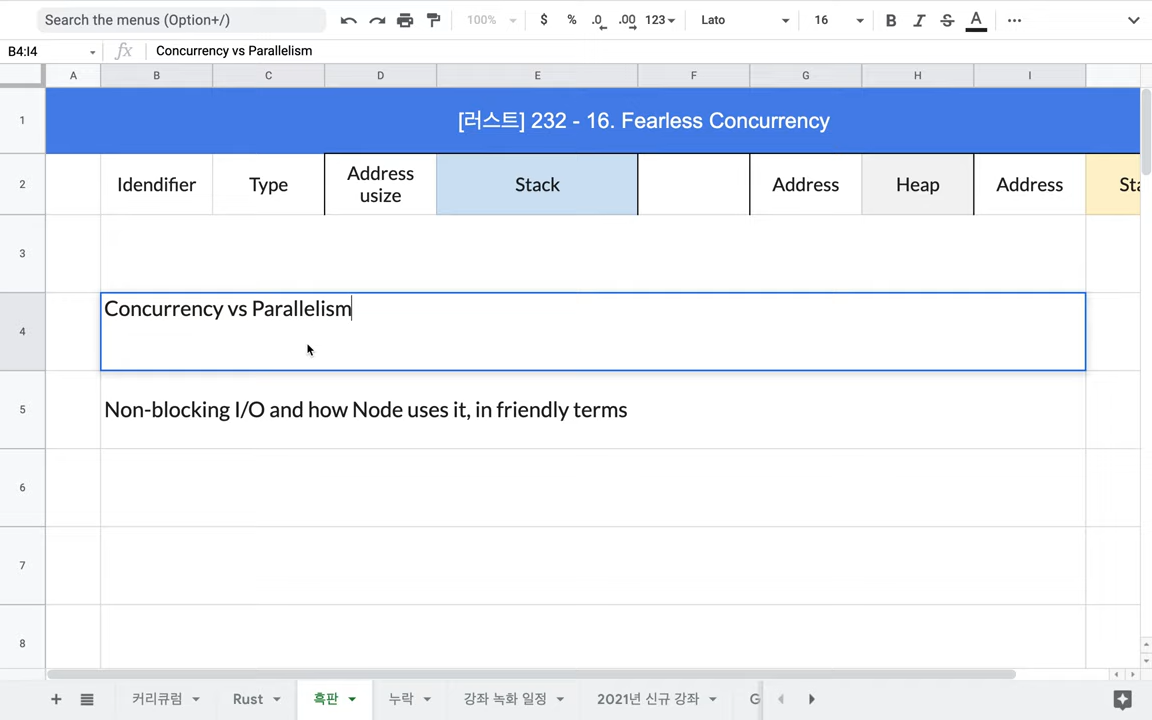 Search the menus (Option+/)
100%
$ % .0 .00 123
Lato
16
B I S A
B4:I4
fx
Concurrency vs Parallelism
A B C D E F G H I
1
[러스트] 232 - 16. Fearless Concurrency
2
Idendifier
Type
Address
usize
Stack
Address
Heap
Address
Sta
3
4
Concurrency vs Parallelism
5
Non-blocking I/O and how Node uses it, in friendly terms
6
7
8
커리큘럼
Rust
흑판
누락
강좌 녹화 일정
2021년 신규 강좌
G